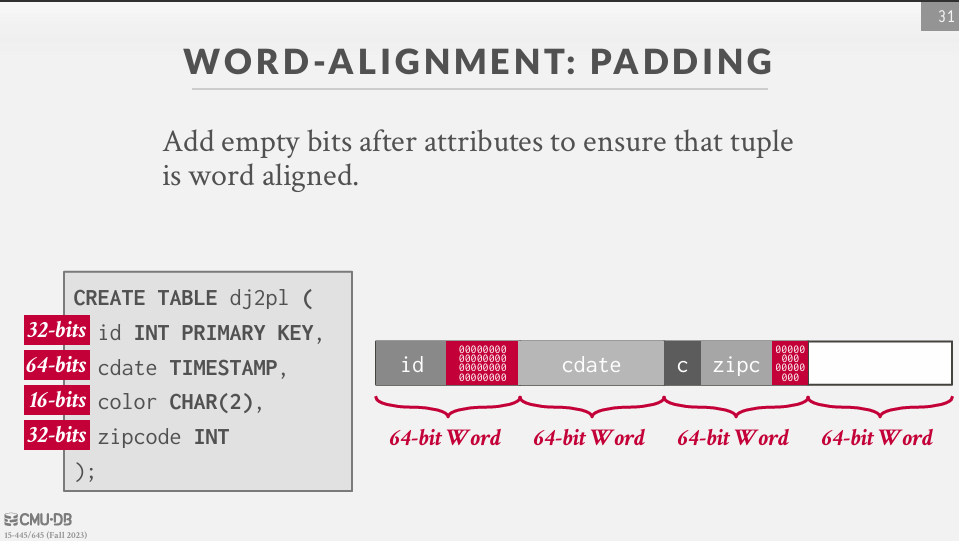 31
WORD-ALIGNMENT: PADDING
Add empty bits after attributes to ensure that tuple
is word aligned.
CREATE TABLE dj2pl (
32-bits id INT PRIMARY KEY,
64-bits cdate TIMESTAMP,
16-bits color CHAR(2),
32-bits zipcode INT
);
id
00000000
00000000
00000000
00000000
cdate
c
zipc
00000
000
00000
000
64-bit Word 64-bit Word 64-bit Word 64-bit Word
CMU·DB
15-445/645 (Fall 2023)